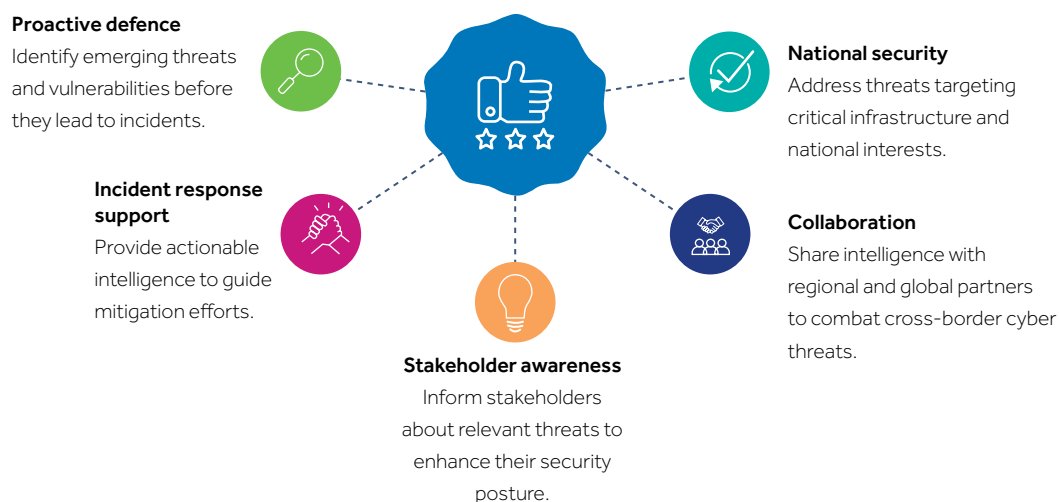 Proactive defence
Identify emerging threats
and vulnerabilities before
they lead to incidents.
National security
Address threats targeting
critical infrastructure and
national interests.
Incident response
support
Provide actionable
intelligence to guide
mitigation efforts.
Collaboration
Share intelligence with
regional and global partners
to combat cross-border cyber
threats.
Stakeholder awareness
Inform stakeholders
about relevant threats to
enhance their security
posture.